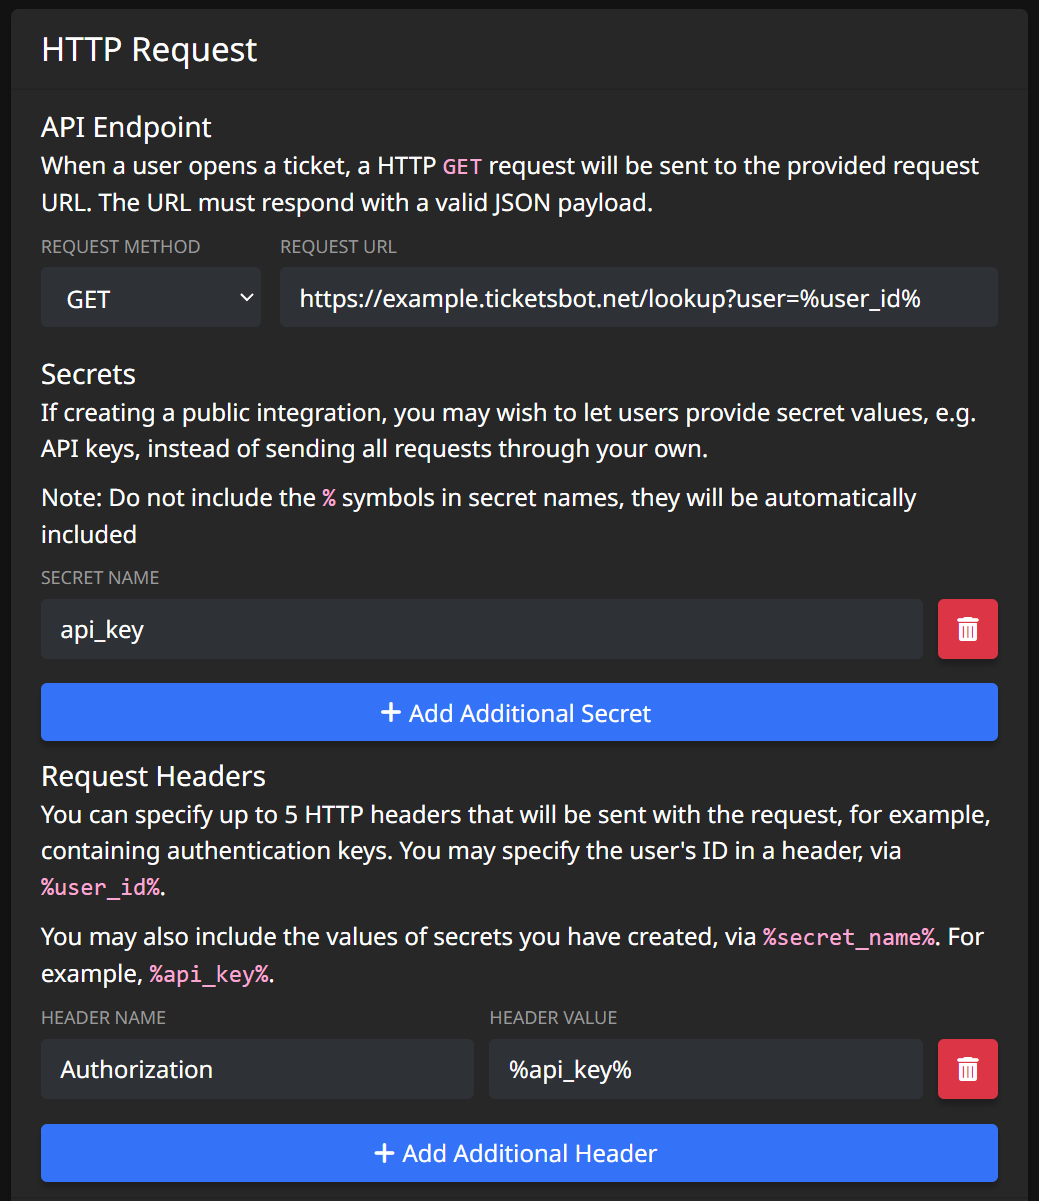 HTTP Request
API Endpoint
When a user opens a ticket, a HTTP GET request will be sent to the provided request
URL. The URL must respond with a valid JSON payload.
REQUEST METHOD REQUEST URL
GET https://example.ticketsbot.net/lookup?user=%user_id%
Secrets
If creating a public integration, you may wish to let users provide secret values, e.g.
API keys, instead of sending all requests through your own.
Note: Do not include the % symbols in secret names, they will be automatically
included
SECRET NAME
api_key
+ Add Additional Secret
Request Headers
You can specify up to 5 HTTP headers that will be sent with the request, for example,
containing authentication keys. You may specify the user's ID in a header, via
%user_id%.
You may also include the values of secrets you have created, via %secret_name%. For
example, %api_key%.
HEADER NAME HEADER VALUE
Authorization %api_key%
+ Add Additional Header